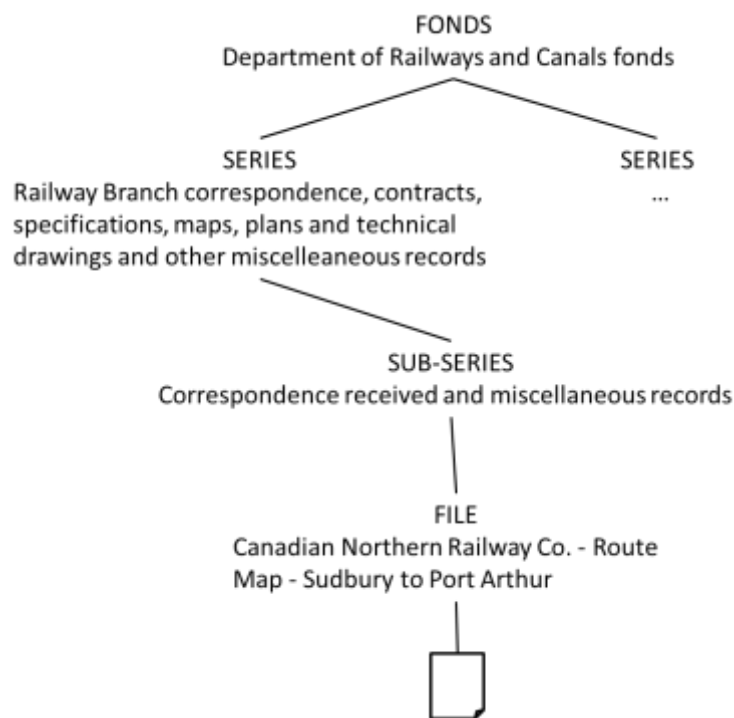 FONDS
Department of Railways and Canals fonds
SERIES
Railway Branch correspondence, contracts,
specifications, maps, plans and technical
drawings and other miscelleaneous records
SERIES
...
SUB-SERIES
Correspondence received and miscellaneous records
FILE
Canadian Northern Railway Co. - Route
Map - Sudbury to Port Arthur